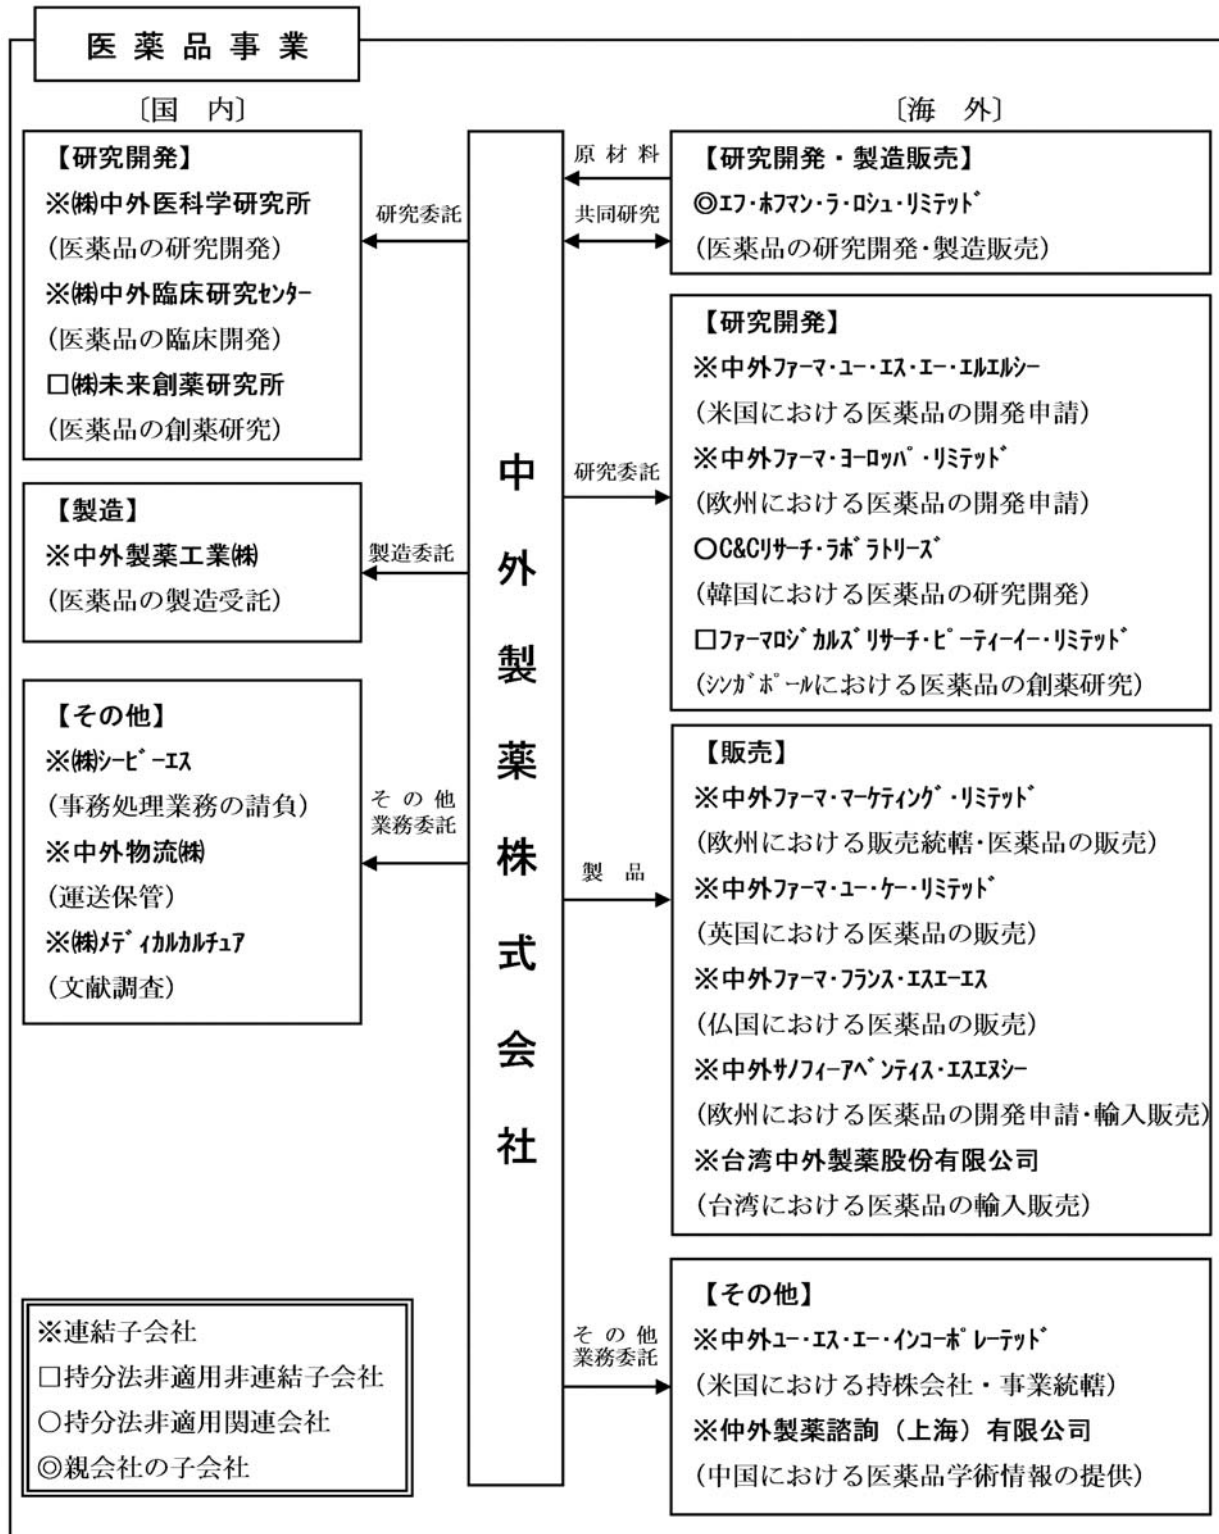 医薬品事業
〔国 内〕
【研究開発】
※㈱中外医科学研究所
(医薬品の研究開発)
※㈱中外臨床研究ｾﾝﾀｰ
(医薬品の臨床開発)
□㈱未来創薬研究所
(医薬品の創薬研究)
研究委託
【製造】
※中外製薬工業㈱
(医薬品の製造受託)
製造委託
【その他】
※㈱ｼｰﾋﾞｰｴｽ
(事務処理業務の請負)
※中外物流㈱
(運送保管)
※㈱ﾒﾃﾞｨｶﾙｶﾙﾁｭｱ
(文献調査)
その他
業務委託
※連結子会社
□持分法非適用非連結子会社
○持分法非適用関連会社
◎親会社の子会社
中外製薬株式会社
〔海 外〕
原材料
共同研究
【研究開発・製造販売】
◎ｴﾌ･ﾎﾌﾏﾝ･ﾗ･ﾛｼｭ･ﾘﾐﾃｯﾄﾞ
(医薬品の研究開発･製造販売)
研究委託
【研究開発】
※中外ﾌｧｰﾏ･ﾕｰ･ｴｽ･ｴｰ･ｴﾙｴﾙｼｰ
(米国における医薬品の開発申請)
※中外ﾌｧｰﾏ･ﾖｰﾛｯﾊﾟ･ﾘﾐﾃｯﾄﾞ
(欧州における医薬品の開発申請)
○C&Cﾘｻｰﾁ･ﾗﾎﾞﾗﾄﾘｰｽﾞ
(韓国における医薬品の研究開発)
□ﾌｧｰﾏﾛｼﾞｶﾙｽﾞﾘｻｰﾁ･ﾋﾟｰﾃｨｰｲｰ･ﾘﾐﾃｯﾄﾞ
(ｼﾝｶﾞﾎﾟｰﾙにおける医薬品の創薬研究)
製 品
【販売】
※中外ﾌｧｰﾏ･ﾏｰｹﾃｨﾝｸﾞ･ﾘﾐﾃｯﾄﾞ
(欧州における販売統轄･医薬品の販売)
※中外ﾌｧｰﾏ･ﾕｰ･ｹｰ･ﾘﾐﾃｯﾄﾞ
(英国における医薬品の販売)
※中外ﾌｧｰﾏ･ﾌﾗﾝｽ･ｴｽｴｰｴｽ
(仏国における医薬品の販売)
※中外ｻﾉﾌｨｰｱﾍﾞﾝﾃｨｽ･ｴｽｴﾇｼｰ
(欧州における医薬品の開発申請･輸入販売)
※台湾中外製薬股份有限公司
(台湾における医薬品の輸入販売)
その他
業務委託
【その他】
※中外ﾕｰ･ｴｽ･ｴｰ･ｲﾝｺｰﾎﾟﾚｰﾃｯﾄﾞ
(米国における持株会社・事業統轄)
※仲外製薬諮詢（上海）有限公司
(中国における医薬品学術情報の提供)